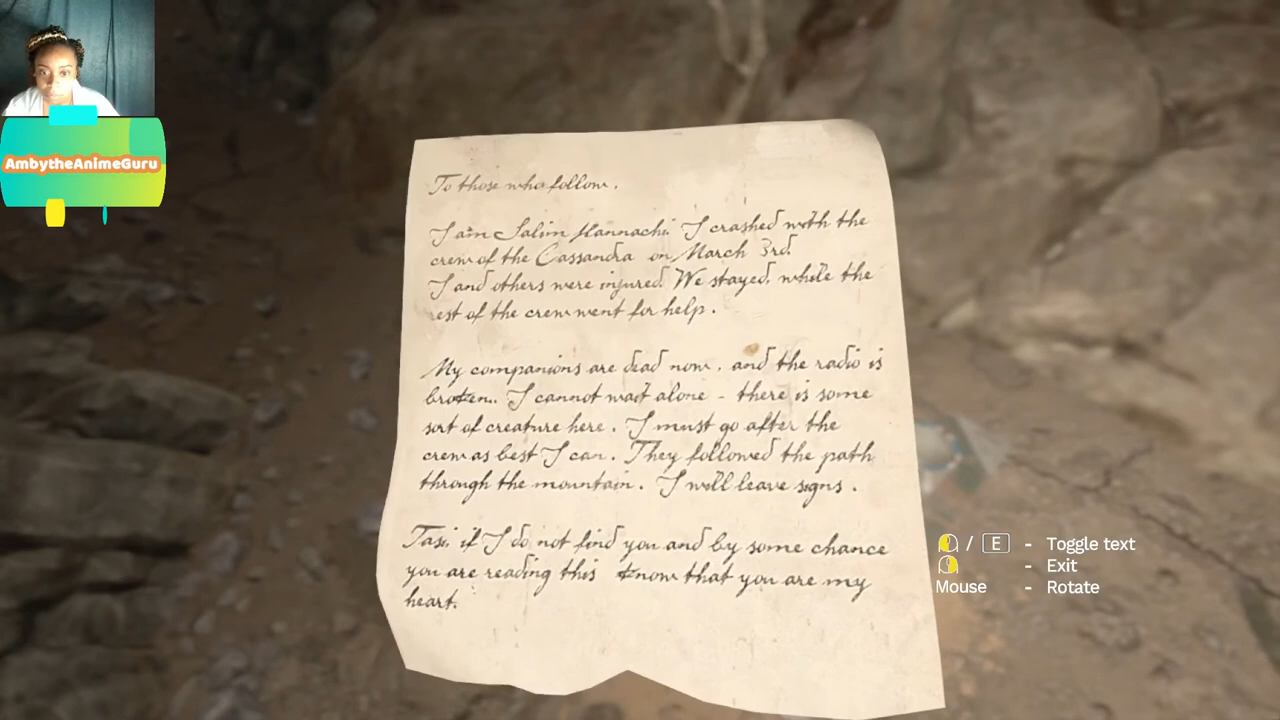 AmbytheAnimeGuru
To those who follow.
I am Salim Hannachi. I crashed with the
crew of the Cassandra on March 3rd.
I and others were injured. We stayed, while the
rest of the crew went for help.
My companions are dead now, and the radio is
broken. I cannot wait alone - there is some
sort of creature here. I must go after the
crew as best I can. They followed the path
through the mountain. I will leave signs.
Tasi, if I do not find you and by some chance
you are reading this know that you are my
heart.
/ E - Toggle text
- Exit
Mouse - Rotate